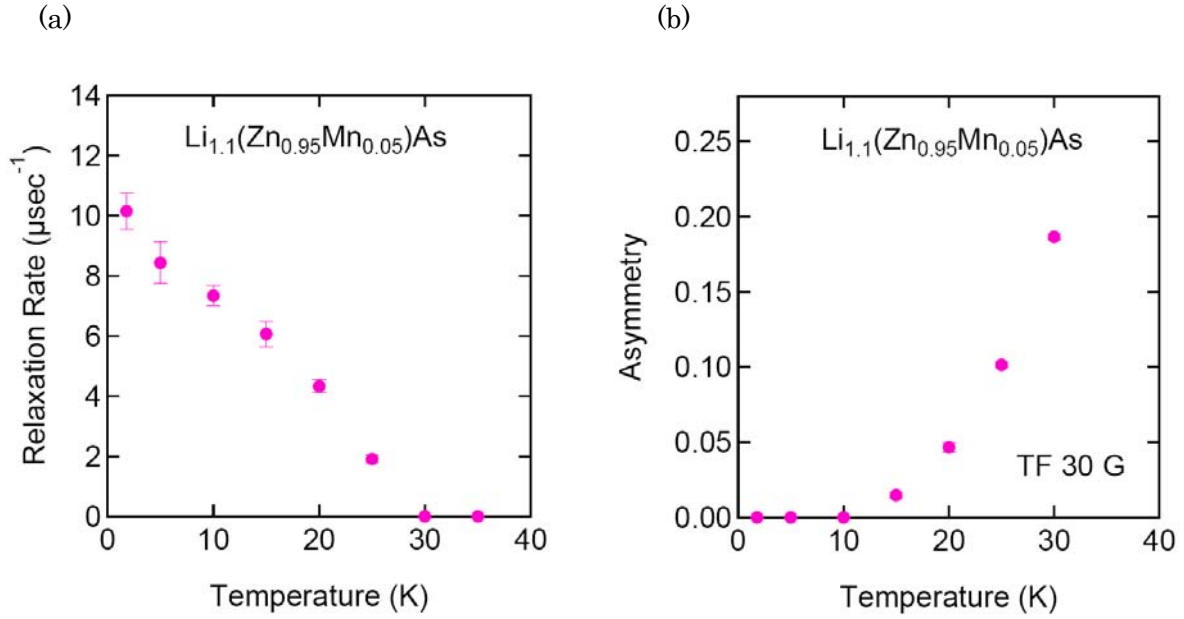 (a)
(b)
14
12
10
8
6
4
2
0
0
10
20
30
40
Relaxation Rate (μsec⁻¹)
Li₁.₁(Zn₀.₉₅Mn₀.₀₅)As
Temperature (K)
0.25
0.20
0.15
0.10
0.05
0.00
0
10
20
30
40
Asymmetry
Li₁.₁(Zn₀.₉₅Mn₀.₀₅)As
TF 30 G
Temperature (K)